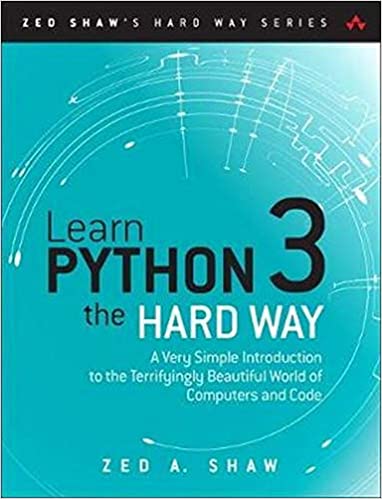 ZED SHAW'S HARD WAY SERIES
Learn
PYTHON 3
the HARD WAY
A Very Simple Introduction
to the Terrifyingly Beautiful World of
Computers and Code
ZED A. SHAW